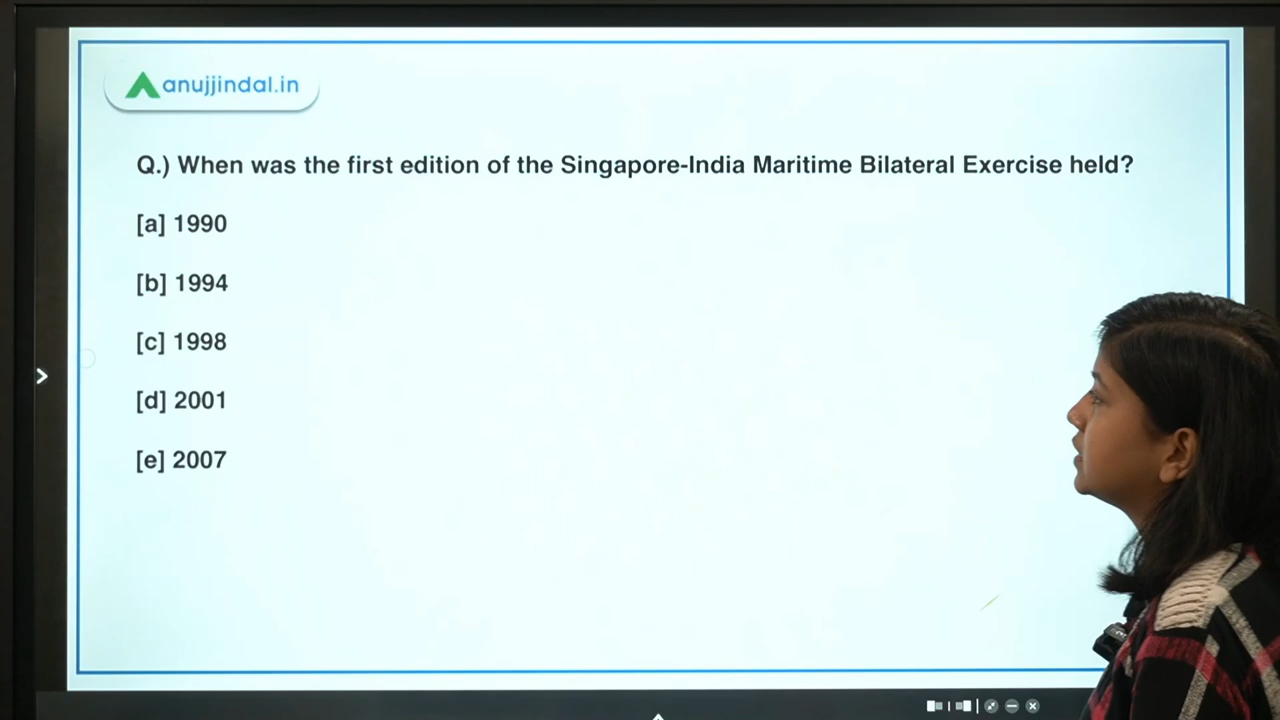 anujjindal.in
Q.) When was the first edition of the Singapore-India Maritime Bilateral Exercise held?
[a] 1990
[b] 1994
[c] 1998
[d] 2001
[e] 2007